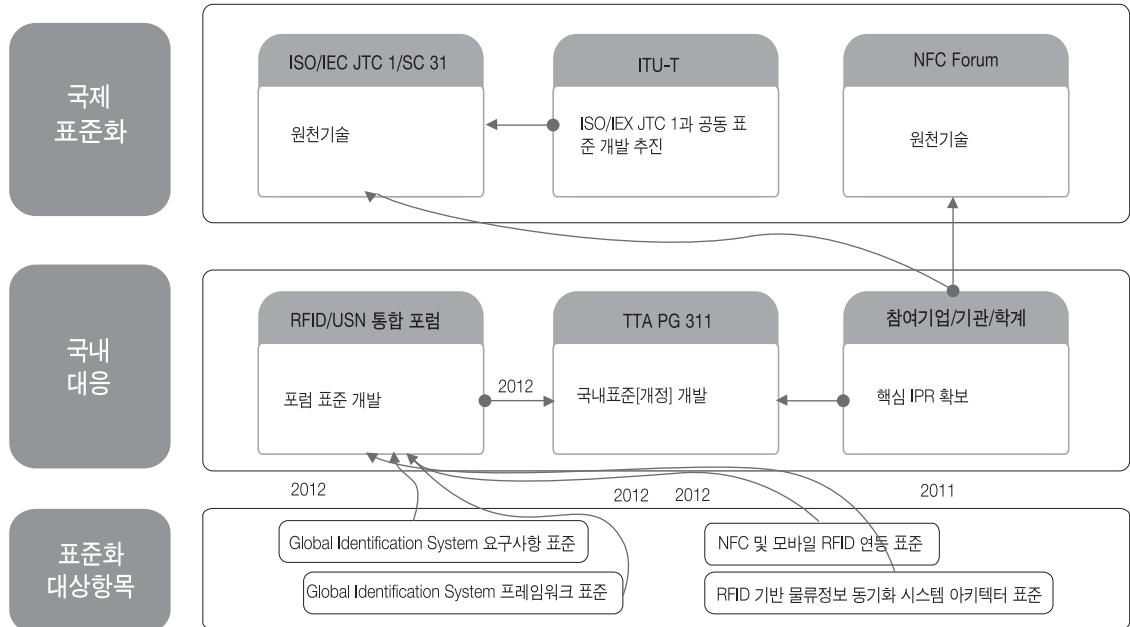 국제
표준화
ISO/IEC JTC 1/SC 31
원천기술
ITU-T
ISO/IEX JTC 1과 공동 표
준 개발 추진
NFC Forum
원천기술
국내
대응
RFID/USN 통합 포럼
포럼 표준 개발
2012
TTA PG 311
국내표준[개정] 개발
참여기업/기관/학계
핵심 IPR 확보
2012
2012
2012
2011
표준화
대상항목
Global Identification System 요구사항 표준
Global Identification System 프레임워크 표준
NFC 및 모바일 RFID 연동 표준
RFID 기반 물류정보 동기화 시스템 아키텍터 표준